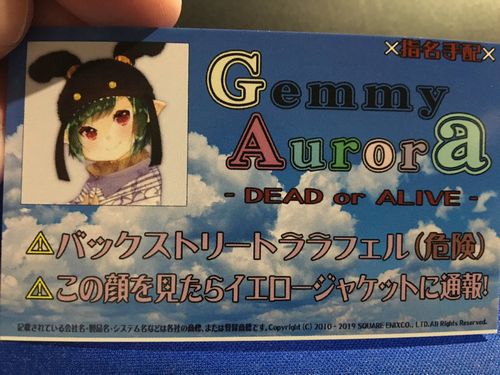 ×指名手配×
Gemmy
Aurora
- DEAD or ALIVE -
⚠バックストリートララフェル(危険)
⚠この顔を見たらイエロージャケットに通報!
記載されている会社名・製品名・システム名などは各社の商標、または登録商標です。Copyright (C) 2010 - 2019 SQUARE ENIXCO., LTD.All Rights Reserved.